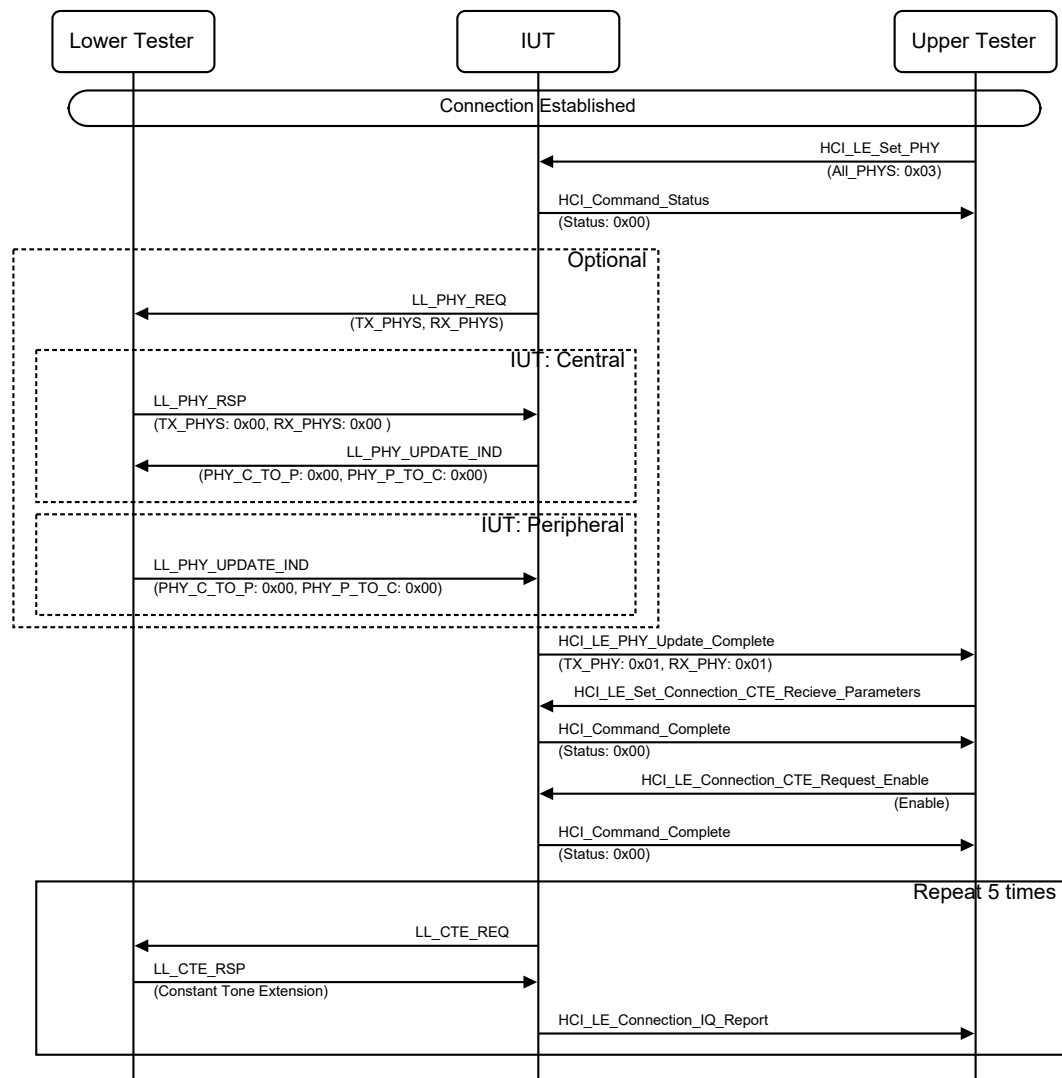 Lower Tester
IUT
Upper Tester
Connection Established
HCI_LE_Set_PHY
(All_PHYS: 0x03)
HCI_Command_Status
(Status: 0x00)
Optional
LL_PHY_REQ
(TX_PHYS, RX_PHYS)
IUT: Central
LL_PHY_RSP
(TX_PHYS: 0x00, RX_PHYS: 0x00 )
LL_PHY_UPDATE_IND
(PHY_C_TO_P: 0x00, PHY_P_TO_C: 0x00)
IUT: Peripheral
LL_PHY_UPDATE_IND
(PHY_C_TO_P: 0x00, PHY_P_TO_C: 0x00)
HCI_LE_PHY_Update_Complete
(TX_PHY: 0x01, RX_PHY: 0x01)
HCI_LE_Set_Connection_CTE_Recieve_Parameters
HCI_Command_Complete
(Status: 0x00)
HCI_LE_Connection_CTE_Request_Enable
(Enable)
HCI_Command_Complete
(Status: 0x00)
Repeat 5 times
LL_CTE_REQ
LL_CTE_RSP
(Constant Tone Extension)
HCI_LE_Connection_IQ_Report